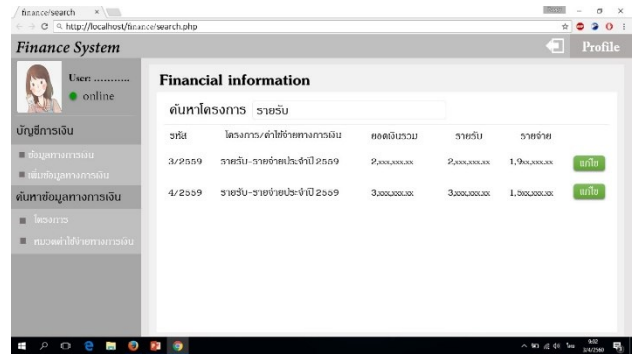 finance/search
http://localhost/finance/search.php
Finance System
Profile
User: ...........
online
บัญชีการเงิน
ข้อมูลทางการเงิน
เพิ่มข้อมูลทางการเงิน
ค้นหาข้อมูลทางการเงิน
โครงการ
หมวดค่าใช้จ่ายทางการเงิน
Financial information
ค้นหาโครงการ รายรับ
รหัส โครงการ/ค่าใช้จ่ายทางการเงิน ยอดเงินรวม รายรับ รายจ่าย
3/2559 รายรับ-รายจ่ายประจำปี 2559 2,xxx,xxx.xx 2,xxx,xxx.xx 1,9xx,xxx.xx แก้ไข
4/2559 รายรับ-รายจ่ายประจำปี 2559 3,xxx,xxx.xx 3,xxx,xxx.xx 1,5xx,xxx.xx แก้ไข
ไทย 9:02
3/4/2560